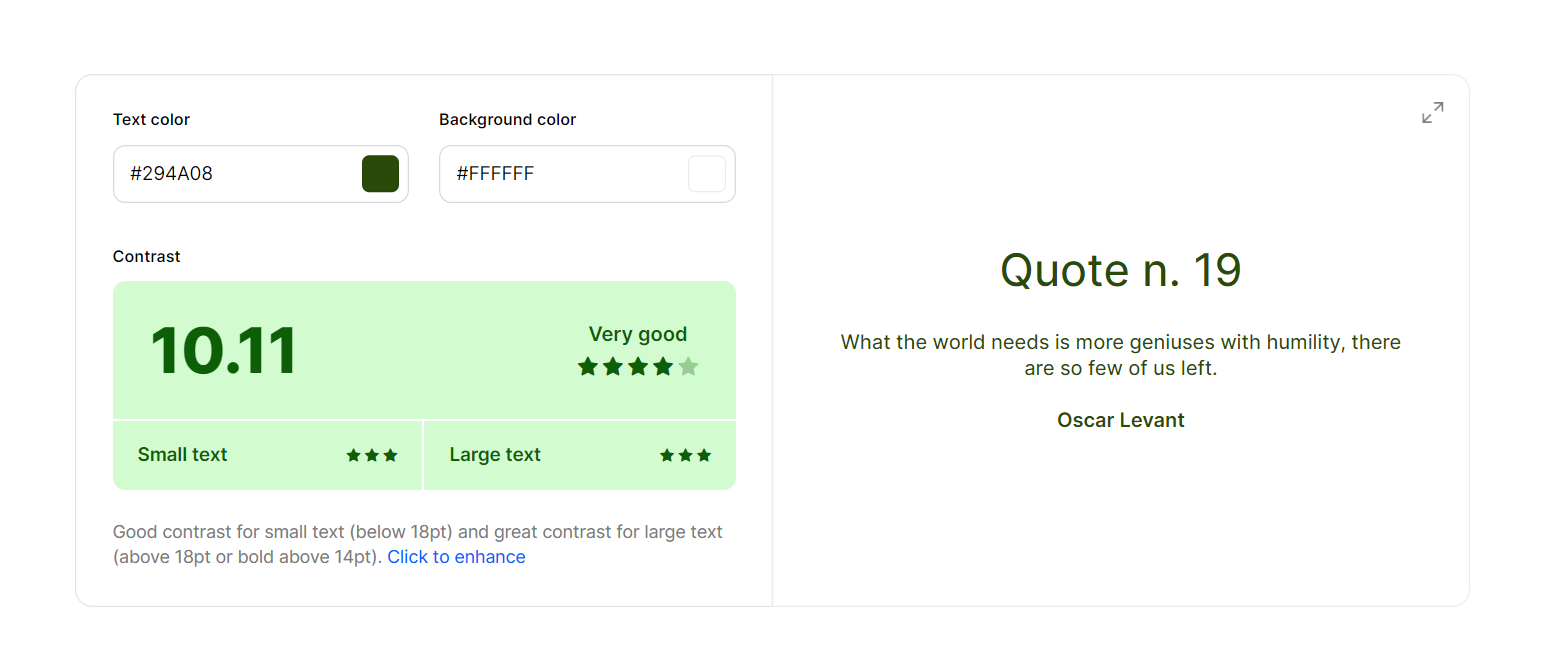 Text color
Background color
#294A08
#FFFFFF
Contrast
10.11
Very good
Small text
Large text
Good contrast for small text (below 18pt) and great contrast for large text
(above 18pt or bold above 14pt). Click to enhance
Quote n. 19
What the world needs is more geniuses with humility, there
are so few of us left.
Oscar Levant